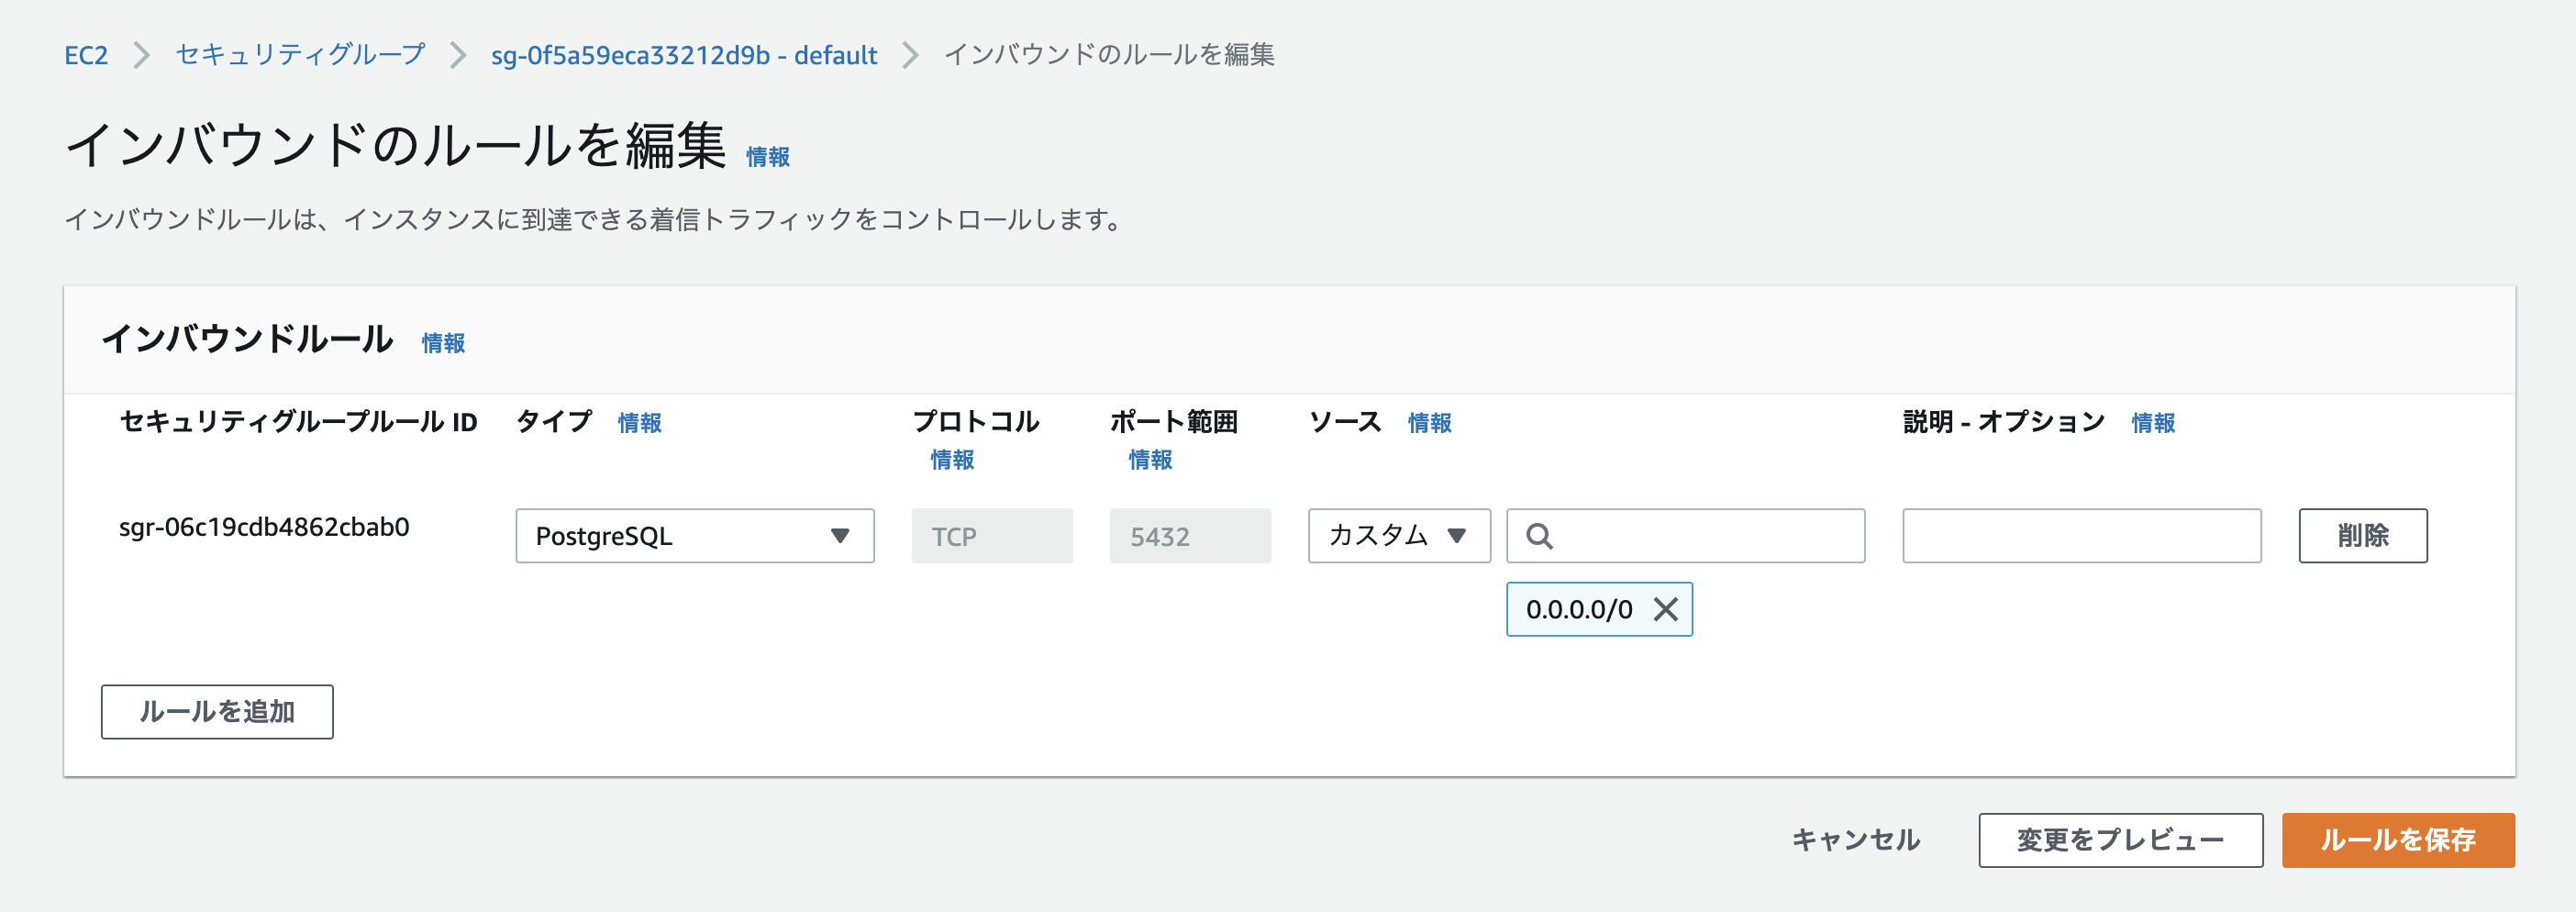 EC2 セキュリティグループ sg-0f5a59eca33212d9b - default インバウンドのルールを編集
インバウンドのルールを編集 情報
インバウンドルールは、インスタンスに到達できる着信トラフィックをコントロールします。
インバウンドルール 情報
セキュリティグループルール ID タイプ 情報 プロトコル ポート範囲 ソース 情報 説明 - オプション 情報
情報 情報
sgr-06c19cdb4862cbab0 PostgreSQL TCP 5432 カスタム 削除
0.0.0.0/0
ルールを追加
キャンセル 変更をプレビュー ルールを保存